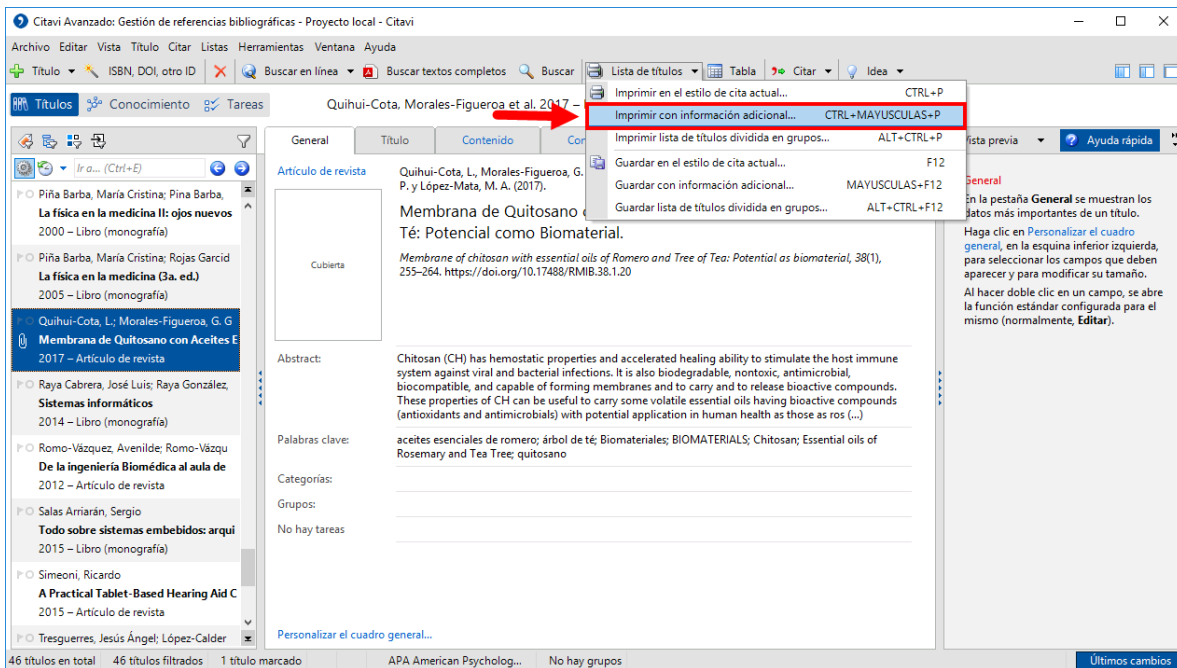 Citavi Avanzado: Gestión de referencias bibliográficas - Proyecto local - Citavi
Archivo Editar Vista Título Citar Listas Herramientas Ventana Ayuda
Título ISBN, DOI, otro ID Buscar en línea Buscar textos completos Buscar Lista de títulos Tabla Citar Idea
Títulos Conocimiento Tareas
Quihui-Cota, Morales-Figueroa et al. 2017 –
Imprimir en el estilo de cita actual... CTRL+P
Imprimir con información adicional... CTRL+MAYUSCULAS+P
Imprimir lista de títulos dividida en grupos... ALT+CTRL+P
Guardar en el estilo de cita actual... F12
Guardar con información adicional... MAYUSCULAS+F12
Guardar lista de títulos dividida en grupos... ALT+CTRL+F12
Ir a... (Ctrl+E)
Piña Barba, María Cristina; Pina Barba,
La física en la medicina II: ojos nuevos
2000 – Libro (monografía)
Piña Barba, María Cristina; Rojas Garcid
La física en la medicina (3a. ed.)
2005 – Libro (monografía)
Quihui-Cota, L.; Morales-Figueroa, G. G
Membrana de Quitosano con Aceites E
2017 – Artículo de revista
Raya Cabrera, José Luis; Raya González,
Sistemas informáticos
2014 – Libro (monografía)
Romo-Vázquez, Avenilde; Romo-Vázqu
De la ingeniería Biomédica al aula de
2012 – Artículo de revista
Salas Arriarán, Sergio
Todo sobre sistemas embebidos: arqui
2015 – Libro (monografía)
Simeoni, Ricardo
A Practical Tablet-Based Hearing Aid C
2015 – Artículo de revista
Tresguerres, Jesús Ángel; López-Calder
General Título Contenido Con
Artículo de revista
Quihui-Cota, L., Morales-Figueroa, G.
P. y López-Mata, M. A. (2017).
Membrana de Quitosano
Té: Potencial como Biomaterial.
Cubierta
Membrane of chitosan with essential oils of Romero and Tree of Tea: Potential as biomaterial, 38(1),
255–264. https://doi.org/10.17488/RMIB.38.1.20
Abstract:
Chitosan (CH) has hemostatic properties and accelerated healing ability to stimulate the host immune
system against viral and bacterial infections. It is also biodegradable, nontoxic, antimicrobial,
biocompatible, and capable of forming membranes and to carry and to release bioactive compounds.
These properties of CH can be useful to carry some volatile essential oils having bioactive compounds
(antioxidants and antimicrobials) with potential application in human health as those as ros (...)
Palabras clave:
aceites esenciales de romero; árbol de té; Biomateriales; BIOMATERIALS; Chitosan; Essential oils of
Rosemary and Tea Tree; quitosano
Categorías:
Grupos:
No hay tareas
Personalizar el cuadro general...
ista previa Ayuda rápida
General
En la pestaña General se muestran los
datos más importantes de un título.
Haga clic en Personalizar el cuadro
general, en la esquina inferior izquierda,
para seleccionar los campos que deben
aparecer y para modificar su tamaño.
Al hacer doble clic en un campo, se abre
la función estándar configurada para el
mismo (normalmente, Editar).
46 títulos en total 46 títulos filtrados 1 título marcado APA American Psycholog... No hay grupos Últimos cambios